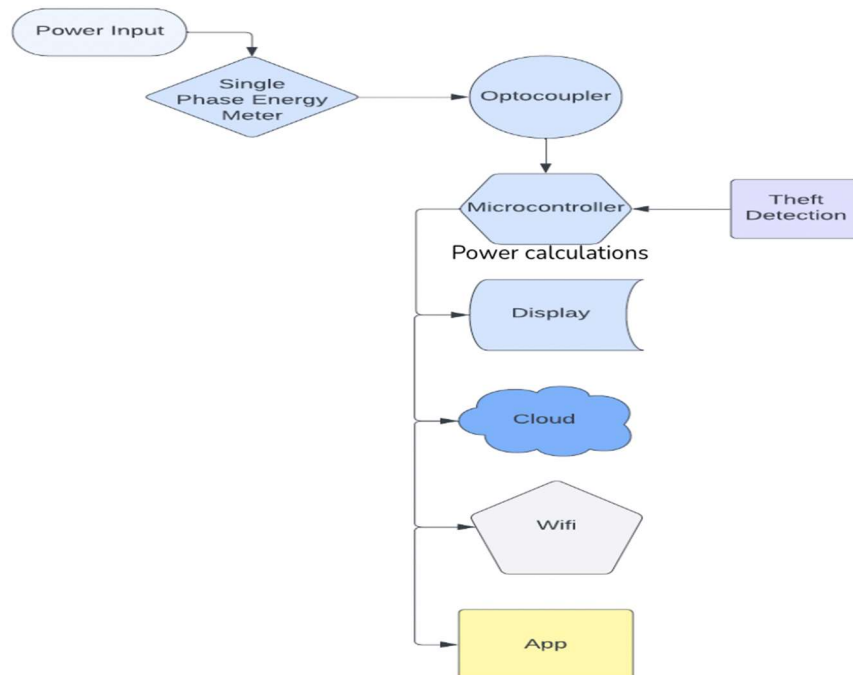 Power Input
Single
Phase Energy
Meter
Optocoupler
Microcontroller
Theft
Detection
Power calculations
Display
Cloud
Wifi
App